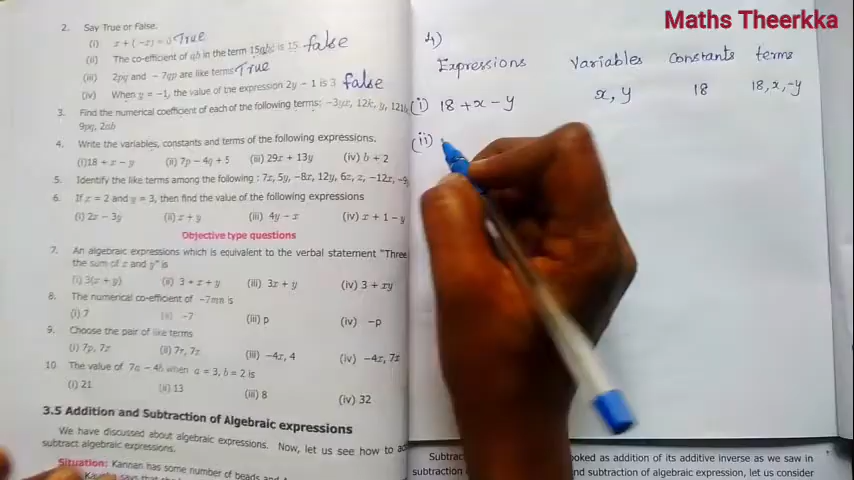 Maths Theerkka
2. Say True or False.
(i) x + (−x) = 0 True
(ii) The co-efficient of ab in the term 15abc is 15. false
(iii) 2pq and − 7qp are like terms True
(iv) When y = −1, the value of the expression 2y − 1 is 3 false
3. Find the numerical coefficient of each of the following terms: −3yx, 12k, y, 121
9pq, 2ab
4. Write the variables, constants and terms of the following expressions.
(i)18 + x − y (ii) 7p − 4q + 5 (iii) 29x + 13y (iv) b + 2
5. Identify the like terms among the following : 7x, 5y, −8x, 12y, 6z, z, −12x, −9
6. If x = 2 and y = 3, then find the value of the following expressions
(i) 2x − 3y (ii) x + y (iii) 4y − x (iv) x + 1 − y
Objective type questions
7. An algebraic expressions which is equivalent to the verbal statement "Three
the sum of x and y" is
(i) 3(x + y) (ii) 3 + x + y (iii) 3x + y (iv) 3 + xy
8. The numerical co-efficient of −7mn is
(i) 7 (ii) −7 (iii) p (iv) −p
9. Choose the pair of like terms
(i) 7p, 7x (ii) 7r, 7x (iii) −4x, 4 (iv) −4x, 7x
10. The value of 7a − 4b when a = 3, b = 2 is
(i) 21 (ii) 13 (iii) 8 (iv) 32
3.5 Addition and Subtraction of Algebraic expressions
We have discussed about algebraic expressions. Now, let us see how to
subtract algebraic expressions.
Situation: Kannan has some number of beads and
says that
4)
Expressions Variables Constants terms
(i) 18 + x − y x, y 18 18, x, −y
(ii)
Subtrac ooked as addition of its additive inverse as we saw in
subtraction nd subtraction of algebraic expression, let us consider